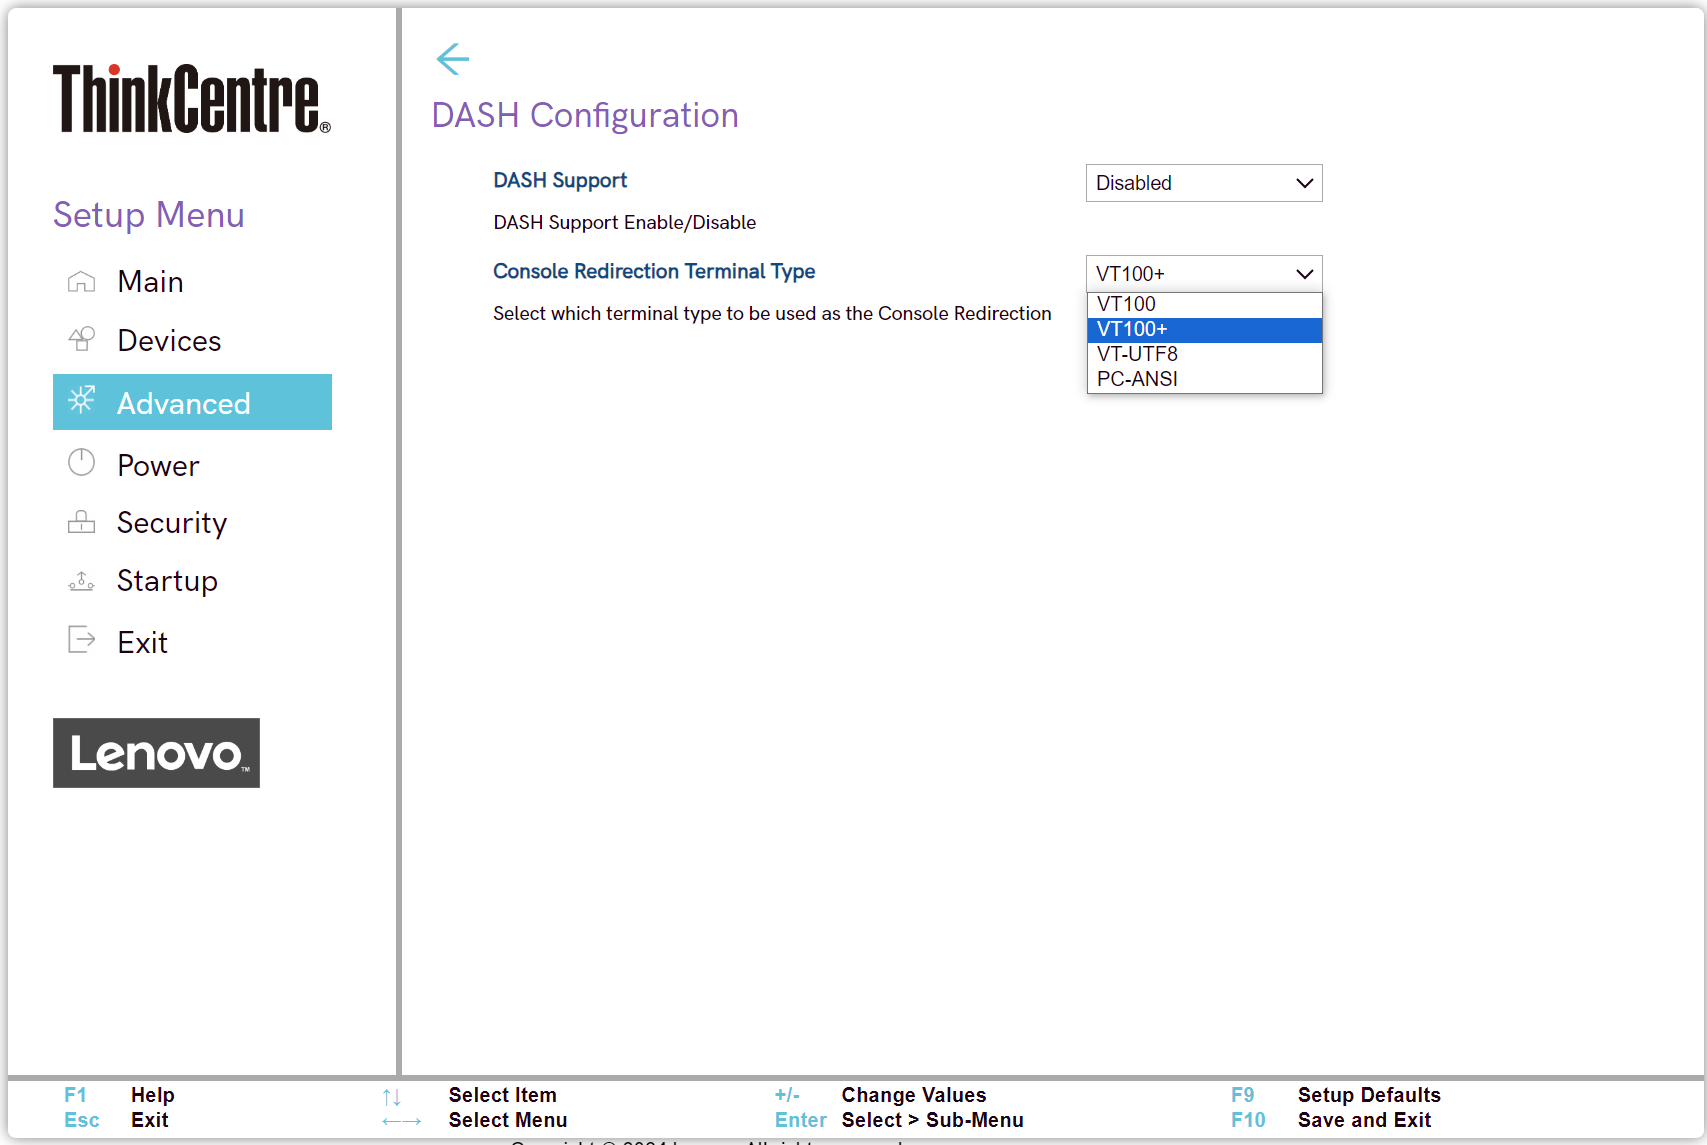 ThinkCentre®
Setup Menu
Main
Devices
Advanced
Power
Security
Startup
Exit
Lenovo™
DASH Configuration
DASH Support
Disabled
DASH Support Enable/Disable
Console Redirection Terminal Type
VT100+
Select which terminal type to be used as the Console Redirection
VT100
VT100+
VT-UTF8
PC-ANSI
F1 Help ↑↓ Select Item +/- Change Values F9 Setup Defaults
Esc Exit ←→ Select Menu Enter Select > Sub-Menu F10 Save and Exit